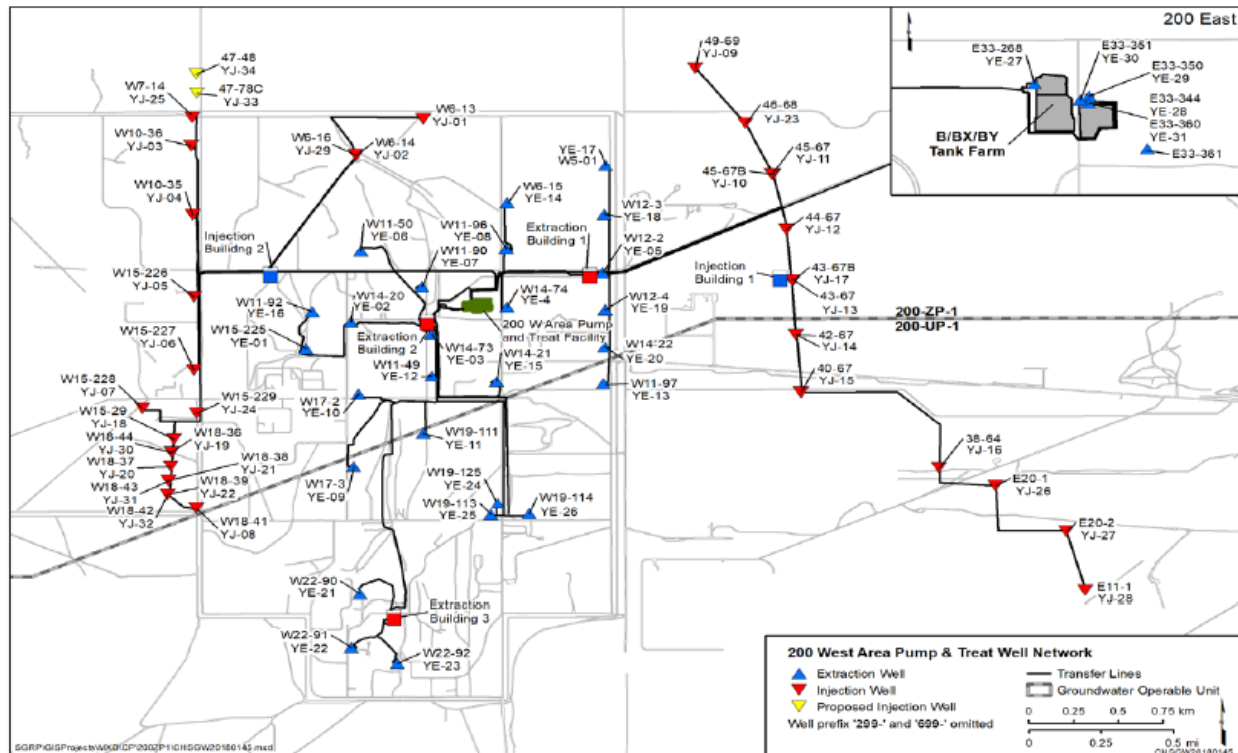 200 East
E33-268
YE-27
E33-351
YE-30
E33-350
YE-29
E33-344
YE-28
E33-360
YE-31
B/BX/BY
Tank Farm
E33-361
47-48
YJ-34
W7-14
YJ-25
47-78C
YJ-33
W10-36
YJ-03
W10-35
YJ-04
W6-13
YJ-01
W6-16
YJ-29
W6-14
YJ-02
YE-17
W5-01
W6-15
YE-14
W12-3
YE-18
W11-50
YE-06
W11-96
YE-08
Extraction
Building 1
W12-2
YE-05
W11-90
YE-07
Injection
Building 2
W15-226
YJ-05
W11-92
YE-16
W14-20
YE-02
W14-74
YE-4
W12-4
YE-19
W15-227
YJ-06
W15-225
YE-01
Extraction
Building 2
200 W Area Pump
and Treat Facility
W14-73
YE-03
W14-21
YE-15
W14-22
YE-20
W11-49
YE-12
W11-97
YE-13
W17-2
YE-10
W15-228
YJ-07
W15-229
YJ-24
W15-29
YJ-18
W18-44
YJ-30
W18-36
YJ-19
W18-37
YJ-20
W18-38
YJ-21
W18-43
YJ-31
W18-39
YJ-22
W18-42
YJ-32
W18-41
YJ-08
W19-111
YE-11
W17-3
YE-09
W19-125
YE-24
W19-113
YE-25
W19-114
YE-26
W22-90
YE-21
Extraction
Building 3
W22-91
YE-22
W22-92
YE-23
49-69
YJ-09
46-68
YJ-23
45-67
YJ-11
45-67B
YJ-10
44-67
YJ-12
Injection
Building 1
43-67B
YJ-17
43-67
YJ-13
42-67
YJ-14
40-67
YJ-15
200-ZP-1
200-UP-1
38-64
YJ-16
E20-1
YJ-26
E20-2
YJ-27
E11-1
YJ-28
200 West Area Pump & Treat Well Network
Extraction Well
Injection Well
Proposed Injection Well
Well prefix '299-' and '699-' omitted
Transfer Lines
Groundwater Operable Unit
0 0.25 0.5 0.75 km
0 0.25 0.5 mi
CHSGW20180145